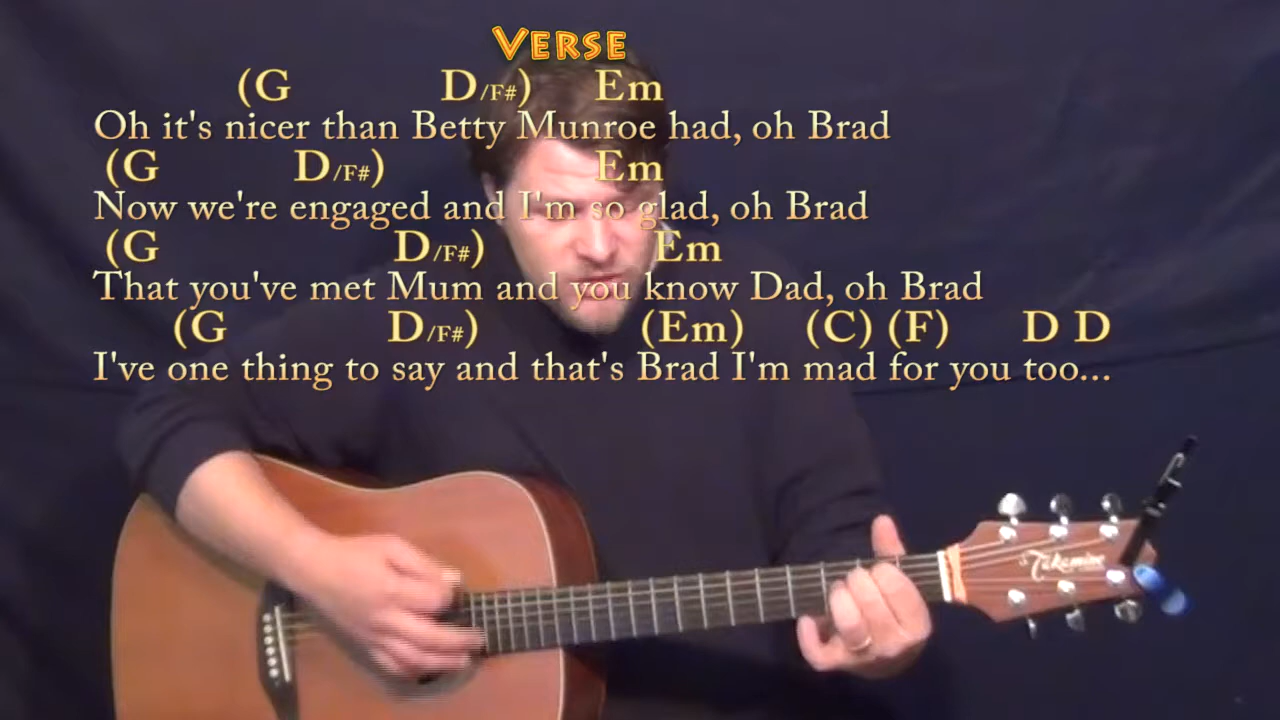 VERSE
(G D/F#) Em
Oh it's nicer than Betty Munroe had, oh Brad
(G D/F#) Em
Now we're engaged and I'm so glad, oh Brad
(G D/F#) Em
That you've met Mum and you know Dad, oh Brad
(G D/F#) (Em) (C) (F) D D
I've one thing to say and that's Brad I'm mad for you too...
Takamine